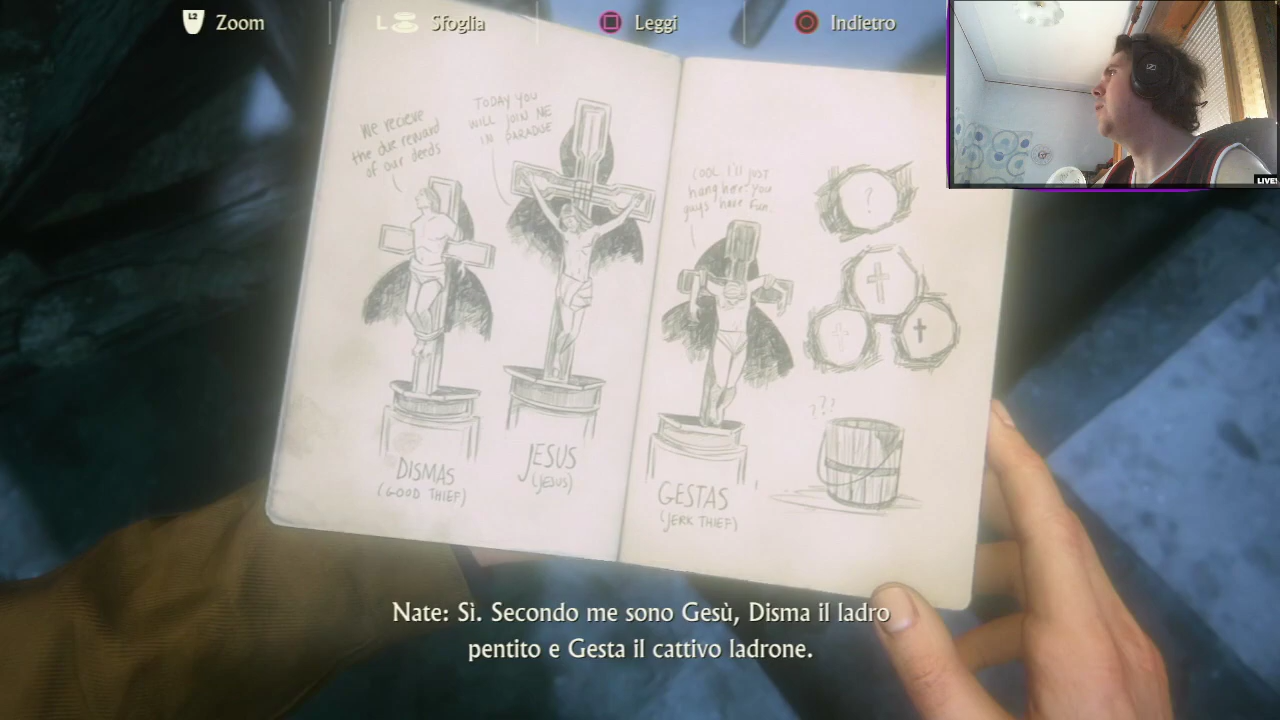 L2 Zoom
L Sfoglia
Leggi
Indietro
LIVE
We recieve
the due reward
of our deeds
TODAY YOU
WILL JOIN ME
IN PARADISE
COOL I'll just
hang here. You
guys have fun.
?
???
DISMAS
(GOOD THIEF)
JESUS
(JESUS)
GESTAS
(JERK THIEF)
Nate: Sì. Secondo me sono Gesù, Disma il ladro
pentito e Gesta il cattivo ladrone.